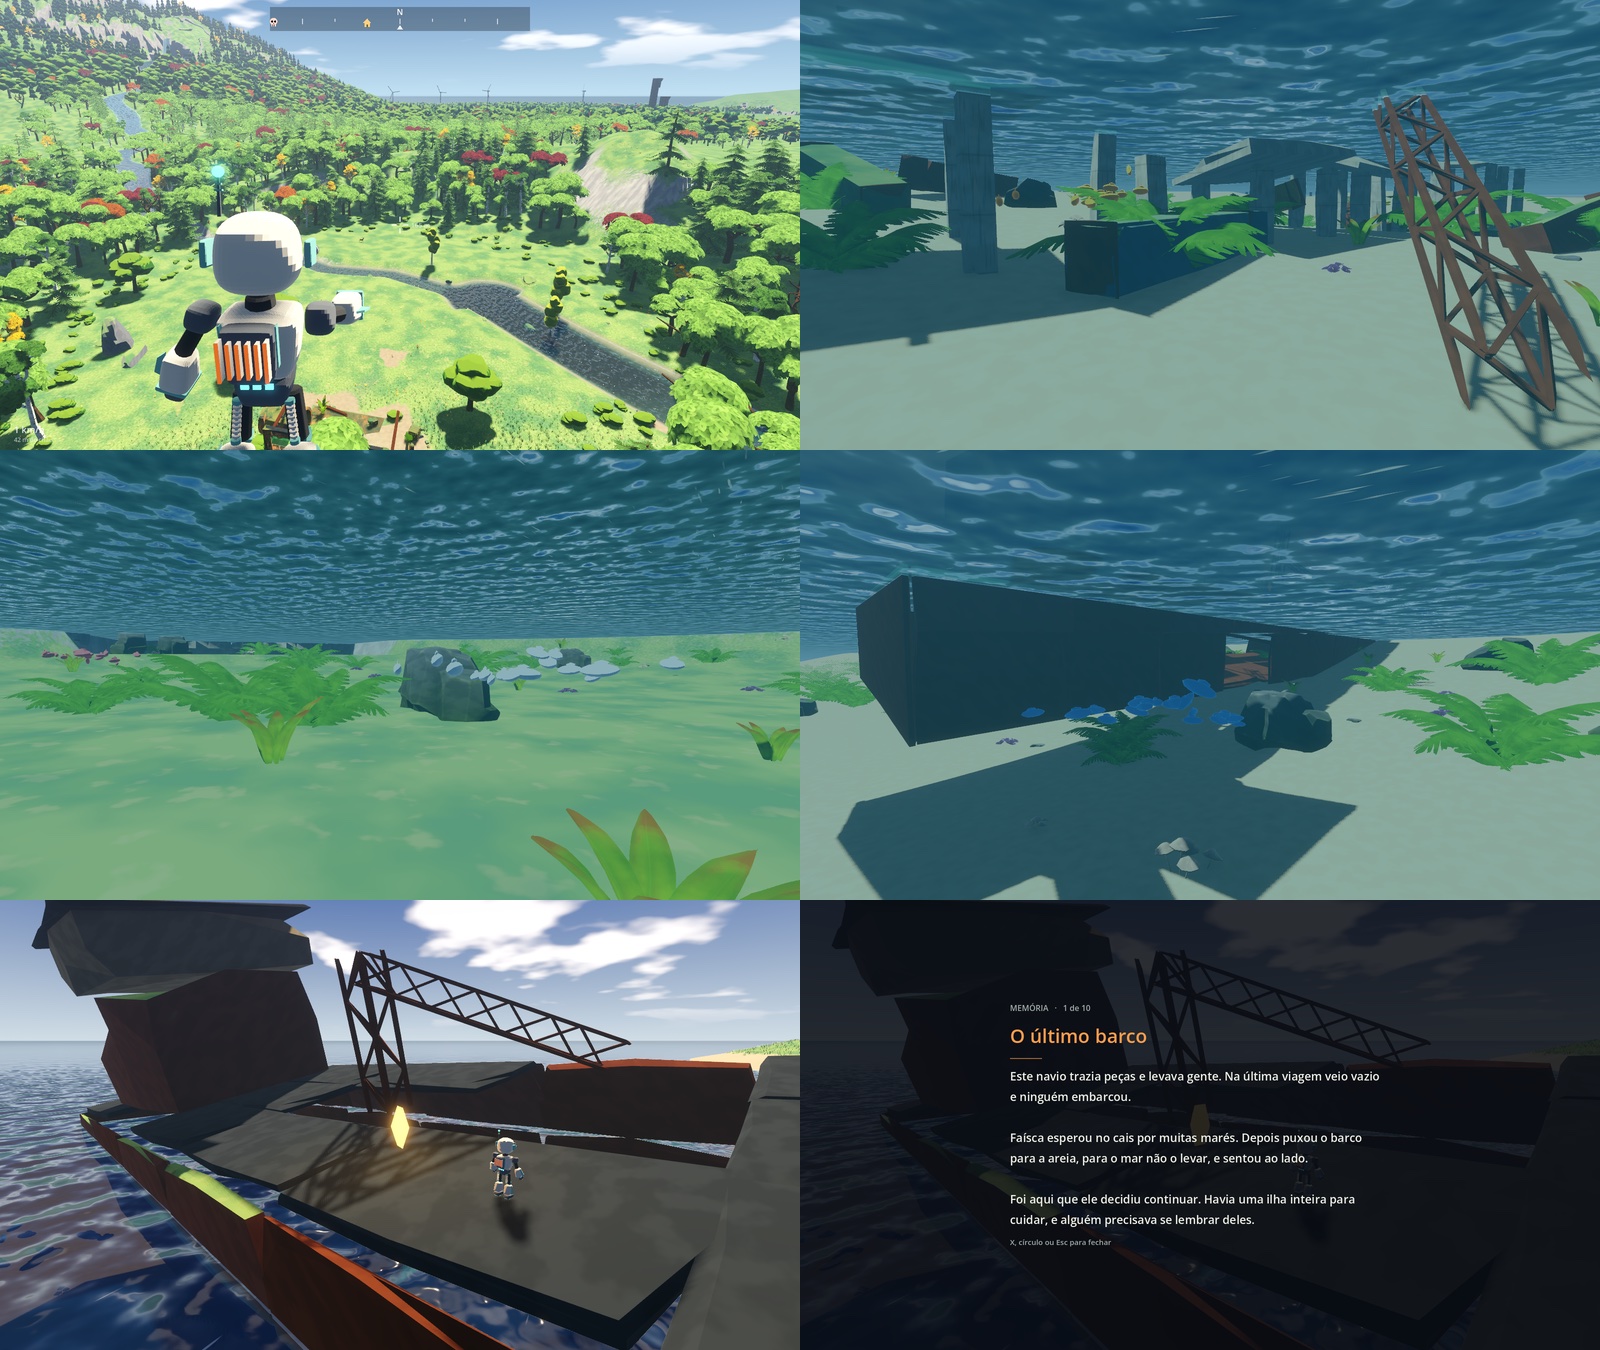 N
42 m
MEMÓRIA · 1 de 10
O último barco
Este navio trazia peças e levava gente. Na última viagem veio vazio
e ninguém embarcou.
Faísca esperou no cais por muitas marés. Depois puxou o barco
para a areia, para o mar não o levar, e sentou ao lado.
Foi aqui que ele decidiu continuar. Havia uma ilha inteira para
cuidar, e alguém precisava se lembrar deles.
X, círculo ou Esc para fechar